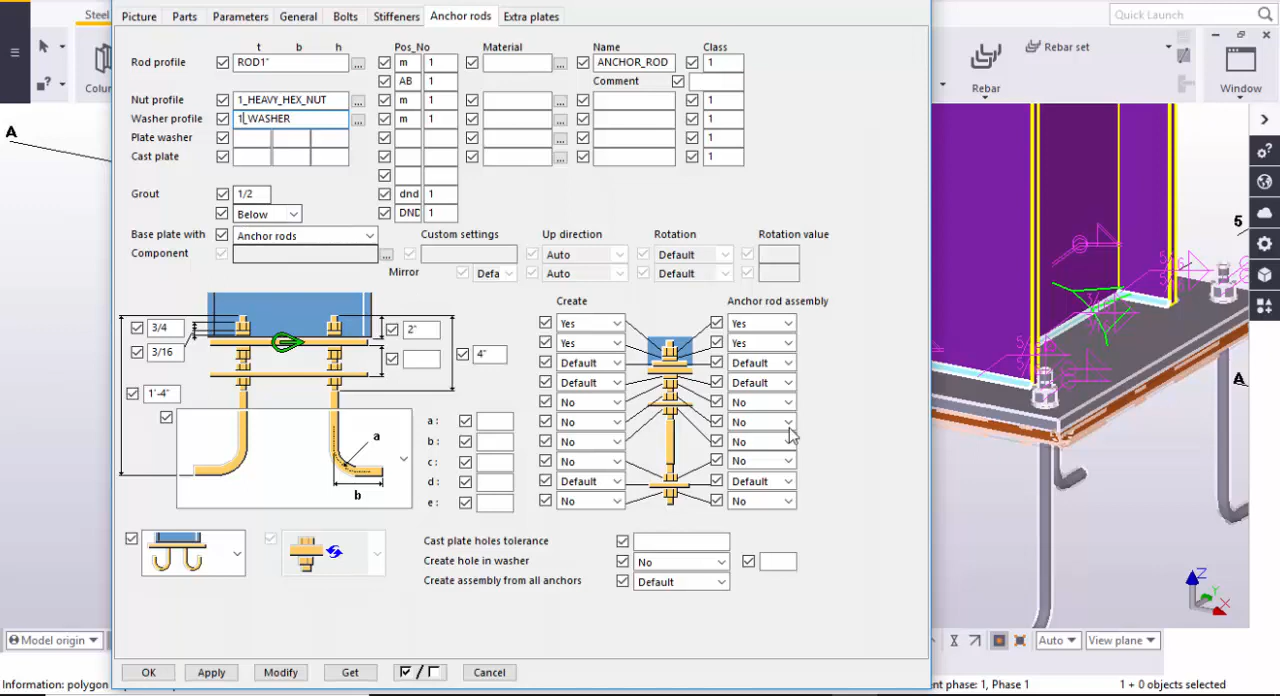 Steel
Picture
Parts
Parameters
General
Bolts
Stiffeners
Anchor rods
Extra plates
Quick Launch
Rebar set
Rebar
Window
t b h
Pos_No
Material
Name
Class
Rod profile
ROD1"
...
m
1
...
ANCHOR_ROD
1
AB
1
Comment
Nut profile
1_HEAVY_HEX_NUT
...
m
1
...
1
Washer profile
1_WASHER
...
m
1
...
1
Plate washer
...
1
Cast plate
...
1
Grout
1/2
dnd
1
Below
DND
1
Base plate with
Anchor rods
Custom settings
Up direction
Rotation
Rotation value
Component
...
Auto
Default
Mirror
Defa
Auto
Default
Create
Anchor rod assembly
3/4
2"
Yes
Yes
3/16
4"
Yes
Yes
Default
Default
Default
Default
1'-4"
No
No
a
b
a :
No
No
b :
No
No
c :
No
No
d :
Default
Default
e :
No
No
Cast plate holes tolerance
Create hole in washer
No
Create assembly from all anchors
Default
OK
Apply
Modify
Get
/
Cancel
A
5
A
Z
Y
X
Model origin
Auto
View plane
Information: polygon
Phase 1
1 + 0 objects selected